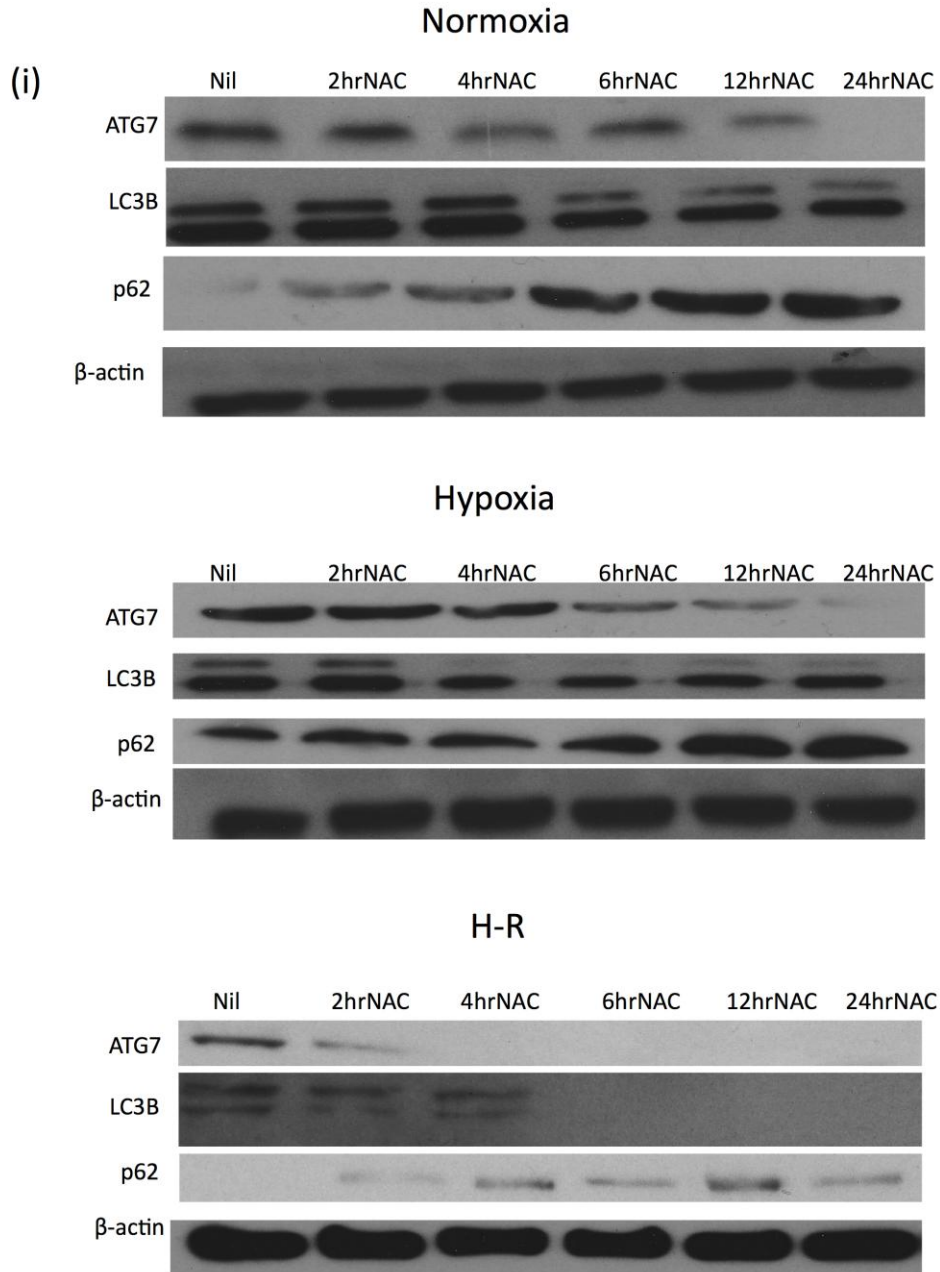 Normoxia
(i)
Nil 2hrNAC 4hrNAC 6hrNAC 12hrNAC 24hrNAC
ATG7
LC3B
p62
β-actin
Hypoxia
Nil 2hrNAC 4hrNAC 6hrNAC 12hrNAC 24hrNAC
ATG7
LC3B
p62
β-actin
H-R
Nil 2hrNAC 4hrNAC 6hrNAC 12hrNAC 24hrNAC
ATG7
LC3B
p62
β-actin